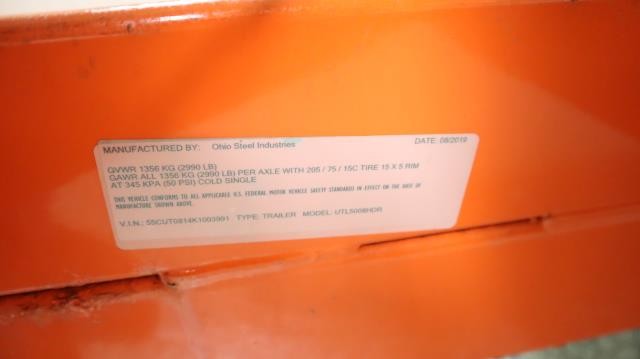 MANUFACTURED BY: Ohio Steel Industries DATE: 08/2019
GVWR 1356 KG (2990 LB)
GAWR ALL 1356 KG (2990 LB) PER AXLE WITH 205 / 75 / 15C TIRE 15 X 5 RIM
AT 345 KPA (50 PSI) COLD SINGLE
THIS VEHICLE CONFORMS TO ALL APPLICABLE U.S. FEDERAL MOTOR VEHICLE SAFETY STANDARDS IN EFFECT ON THE DATE OF
MANUFACTURE SHOWN ABOVE.
V.I.N.: 55CUT0814K1003991 TYPE: TRAILER MODEL: